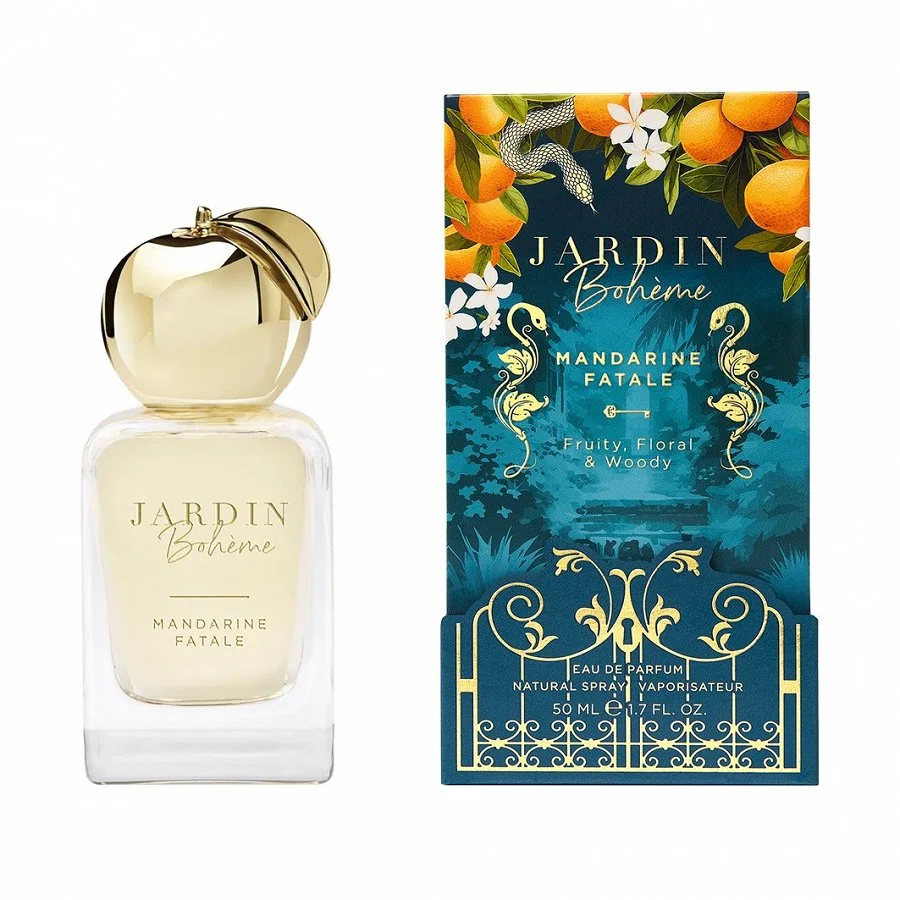 JARDIN
Bohème
MANDARINE
FATALE
JARDIN
Bohème
MANDARINE
FATALE
Fruity, Floral
& Woody
EAU DE PARFUM
NATURAL SPRAY VAPORISATEUR
50 ML ℮ 1.7 FL. OZ.